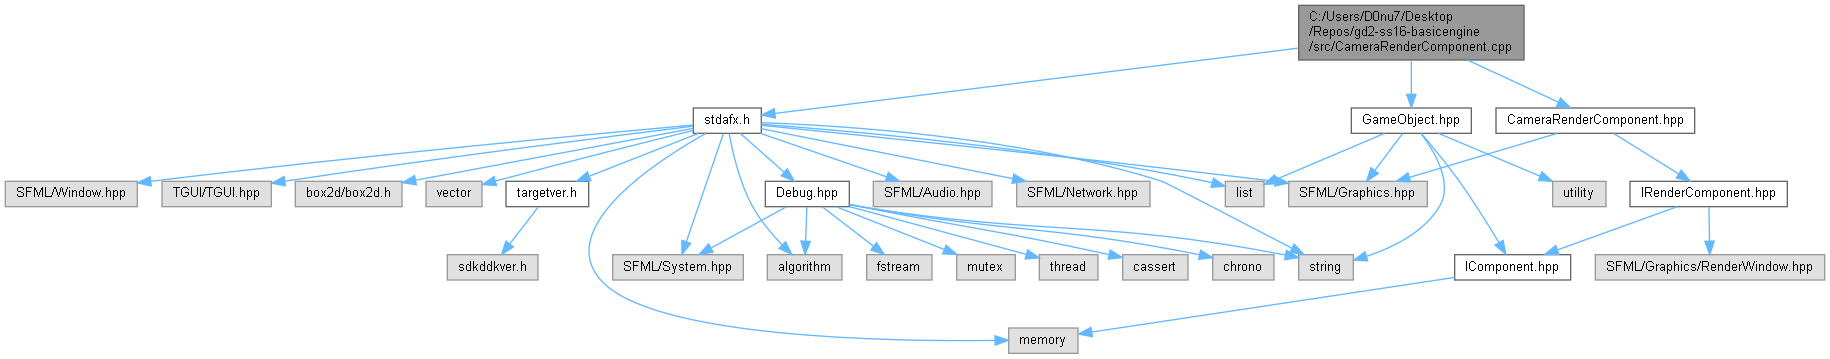 C:/Users/D0nu7/Desktop
/Repos/gd2-ss16-basicengine
/src/CameraRenderComponent.cpp
stdafx.h
GameObject.hpp
CameraRenderComponent.hpp
SFML/Window.hpp
TGUI/TGUI.hpp
box2d/box2d.h
vector
targetver.h
Debug.hpp
SFML/Audio.hpp
SFML/Network.hpp
list
SFML/Graphics.hpp
utility
IRenderComponent.hpp
sdkddkver.h
SFML/System.hpp
algorithm
fstream
mutex
thread
cassert
chrono
string
IComponent.hpp
SFML/Graphics/RenderWindow.hpp
memory